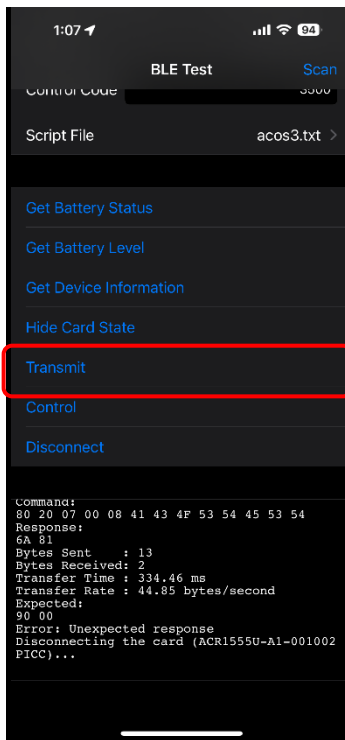 1:07 94
BLE Test Scan
Control Code 3500
Script File acos3.txt >
Get Battery Status
Get Battery Level
Get Device Information
Hide Card State
Transmit
Control
Disconnect
Command:
80 20 07 00 08 41 43 4F 53 54 45 53 54
Response:
6A 81
Bytes Sent : 13
Bytes Received: 2
Transfer Time : 334.46 ms
Transfer Rate : 44.85 bytes/second
Expected:
90 00
Error: Unexpected response
Disconnecting the card (ACR1555U-A1-001002
PICC)...